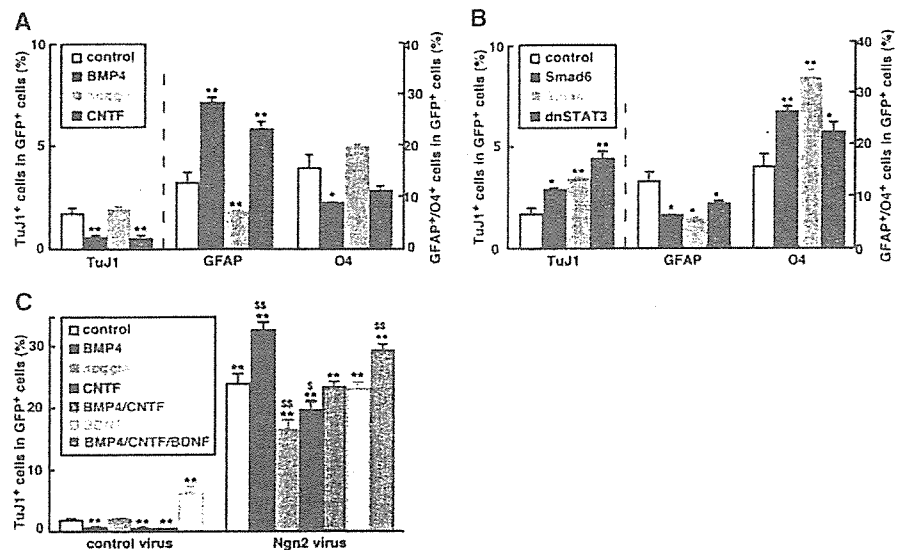 A
10
5
0
TuJ1+ cells in GFP+ cells (%)
control
BMP4
CNTF
** ** ** ** ** *
TuJ1 GFAP O4
40
30
20
10
0
GFAP+/O4+ cells in GFP+ cells (%)
B
10
5
0
TuJ1+ cells in GFP+ cells (%)
control
Smad6
dnSTAT3
* ** ** * * * ** ** *
TuJ1 GFAP O4
40
30
20
10
0
GFAP+/O4+ cells in GFP+ cells (%)
C
30
20
10
0
TuJ1+ cells in GFP+ cells (%)
control
BMP4
CNTF
BMP4/CNTF
BMP4/CNTF/BDNF
** ** ** **
** $$ ** $$ ** $ ** ** ** $$ **
control virus Ngn2 virus